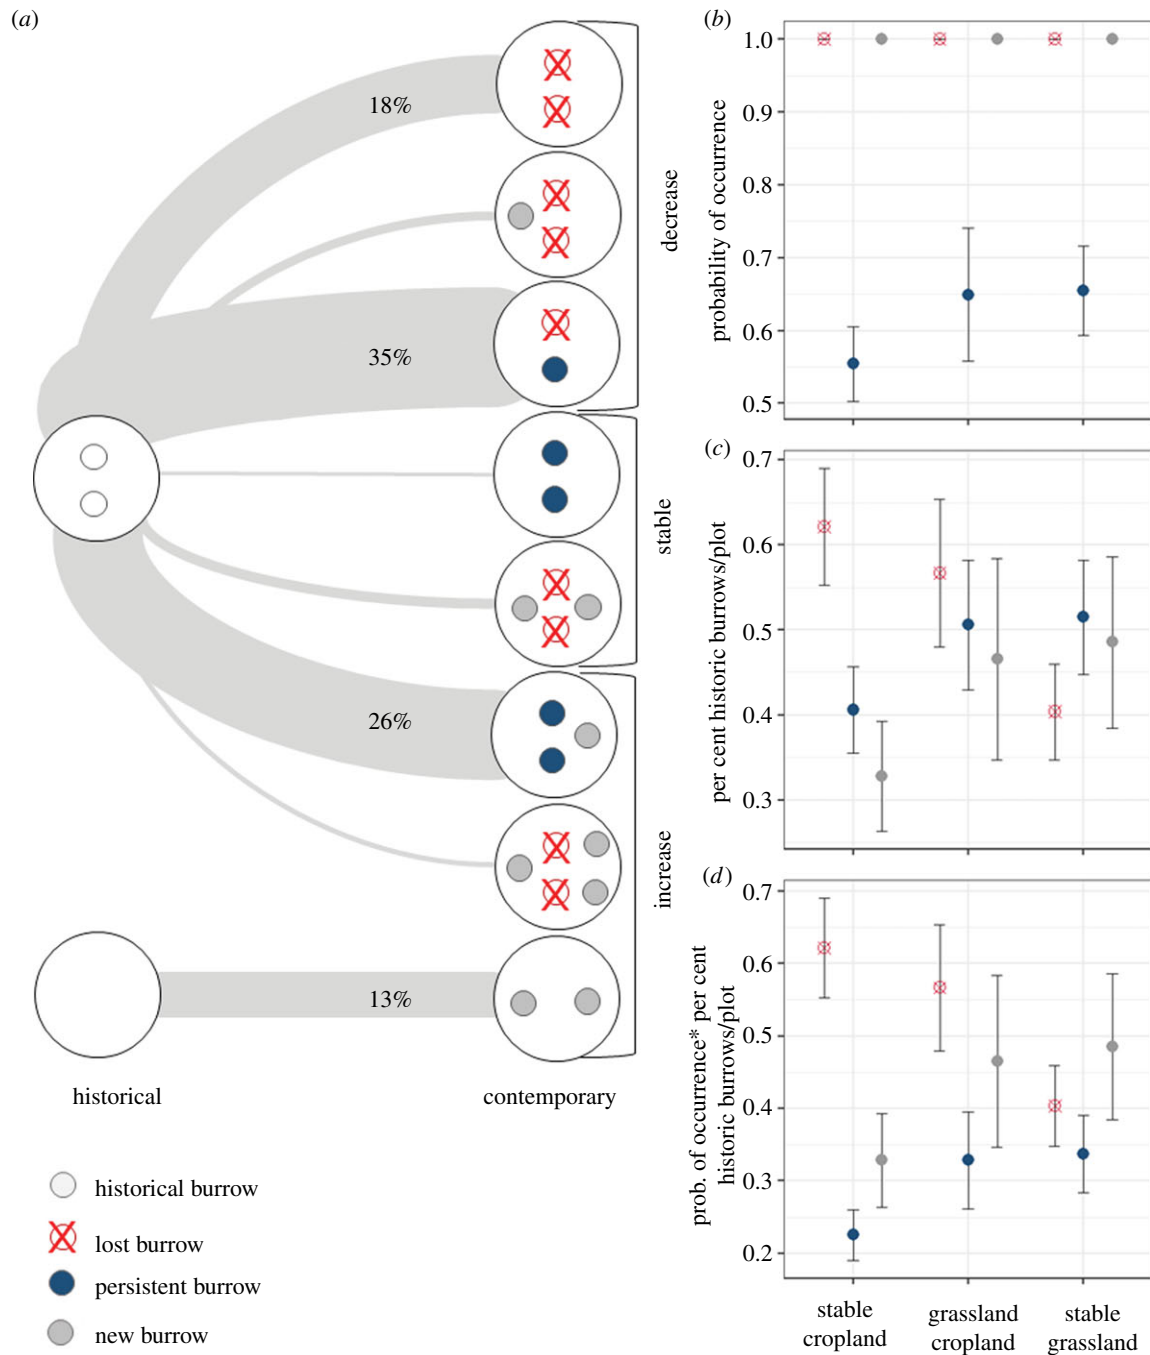 (a)
18%
35%
26%
13%
decrease
stable
increase
historical
contemporary
historical burrow
lost burrow
persistent burrow
new burrow
(b)
probability of occurrence
1.0
0.9
0.8
0.7
0.6
0.5
(c)
per cent historic burrows/plot
0.7
0.6
0.5
0.4
0.3
(d)
prob. of occurrence* per cent
historic burrows/plot
0.7
0.6
0.5
0.4
0.3
0.2
stable
cropland
grassland
cropland
stable
grassland